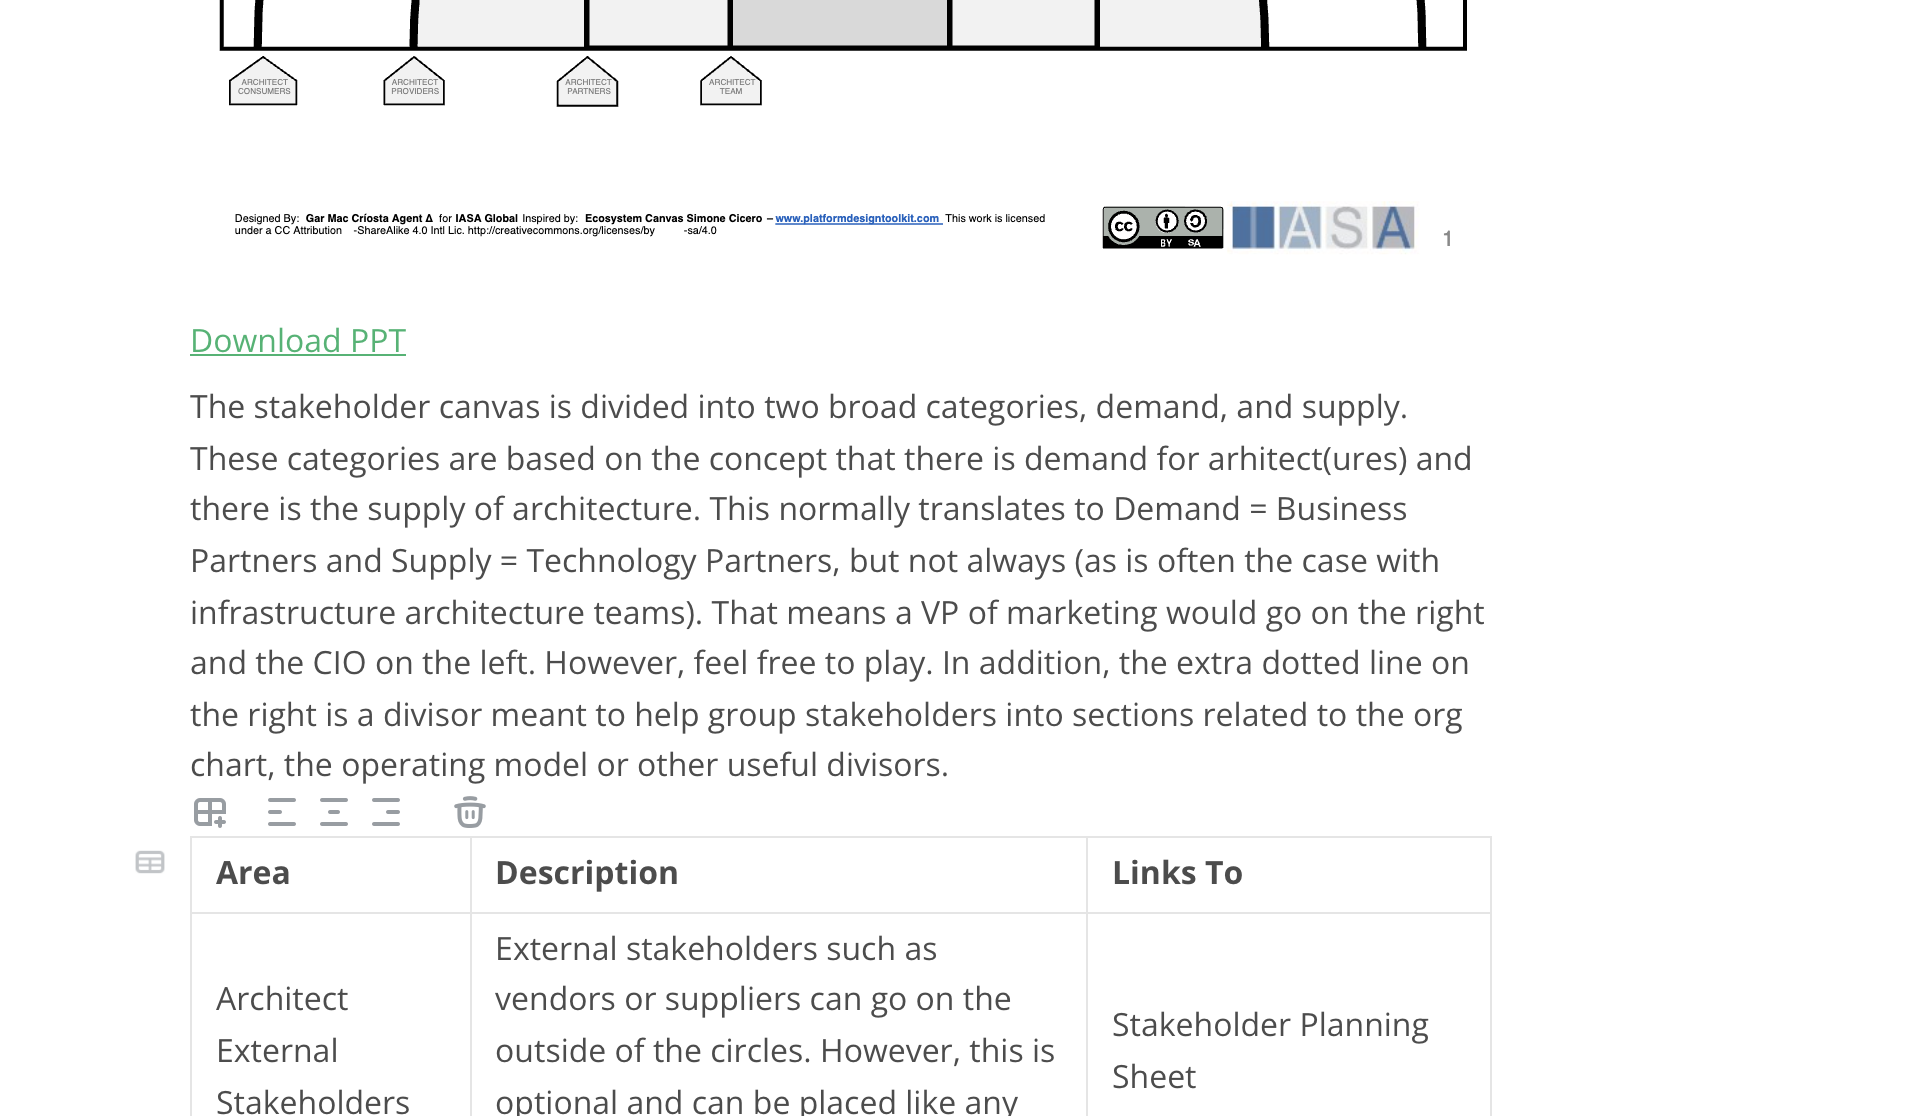 ARCHITECT
CONSUMERS
ARCHITECT
PROVIDERS
ARCHITECT
PARTNERS
ARCHITECT
TEAM
Designed By: Gar Mac Críosta Agent Δ for IASA Global Inspired by: Ecosystem Canvas Simone Cicero – www.platformdesigntoolkit.com This work is licensed
under a CC Attribution -ShareAlike 4.0 Intl Lic. http://creativecommons.org/licenses/by -sa/4.0
cc BY SA
IASA
1
Download PPT
The stakeholder canvas is divided into two broad categories, demand, and supply.
These categories are based on the concept that there is demand for arhitect(ures) and
there is the supply of architecture. This normally translates to Demand = Business
Partners and Supply = Technology Partners, but not always (as is often the case with
infrastructure architecture teams). That means a VP of marketing would go on the right
and the CIO on the left. However, feel free to play. In addition, the extra dotted line on
the right is a divisor meant to help group stakeholders into sections related to the org
chart, the operating model or other useful divisors.
Area
Description
Links To
Architect
External
Stakeholders
External stakeholders such as
vendors or suppliers can go on the
outside of the circles. However, this is
optional and can be placed like any
Stakeholder Planning
Sheet